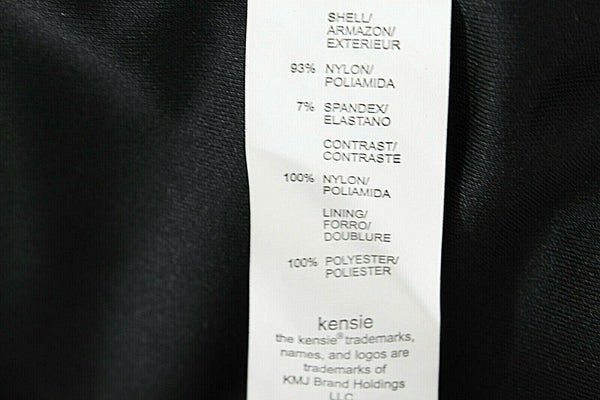 SHELL/
ARMAZON/
EXTERIEUR
93% NYLON/
POLIAMIDA
7% SPANDEX/
ELASTANO
CONTRAST/
CONTRASTE
100% NYLON/
POLIAMIDA
LINING/
FORRO/
DOUBLURE
100% POLYESTER/
POLIESTER
kensie
the kensie® trademarks,
names, and logos are
trademarks of
KMJ Brand Holdings
LLC